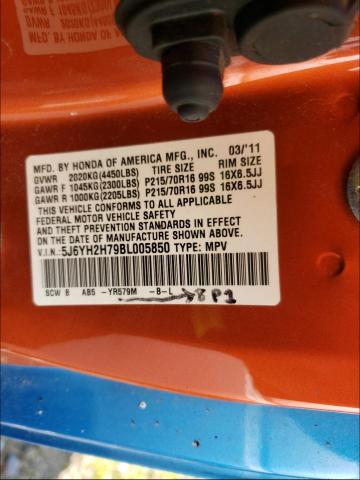 MFD. BY HONDA OF AMERICA MFG., INC. 03/'11
GVWR 2020KG(4450LBS) TIRE SIZE RIM SIZE
GAWR F 1045KG(2300LBS) P215/70R16 99S 16X6.5JJ
GAWR R 1000KG(2205LBS) P215/70R16 99S 16X6.5JJ
THIS VEHICLE CONFORMS TO ALL APPLICABLE
FEDERAL MOTOR VEHICLE SAFETY
AND THEFT PREVENTION STANDARDS IN EFFECT
ON THE DATE OF MANUFACTURE SHOWN ABOVE.
V.I.N.: 5J6YH2H79BL005850 TYPE: MPV
SCW B AB5 -YR579M -B-L 8 P1